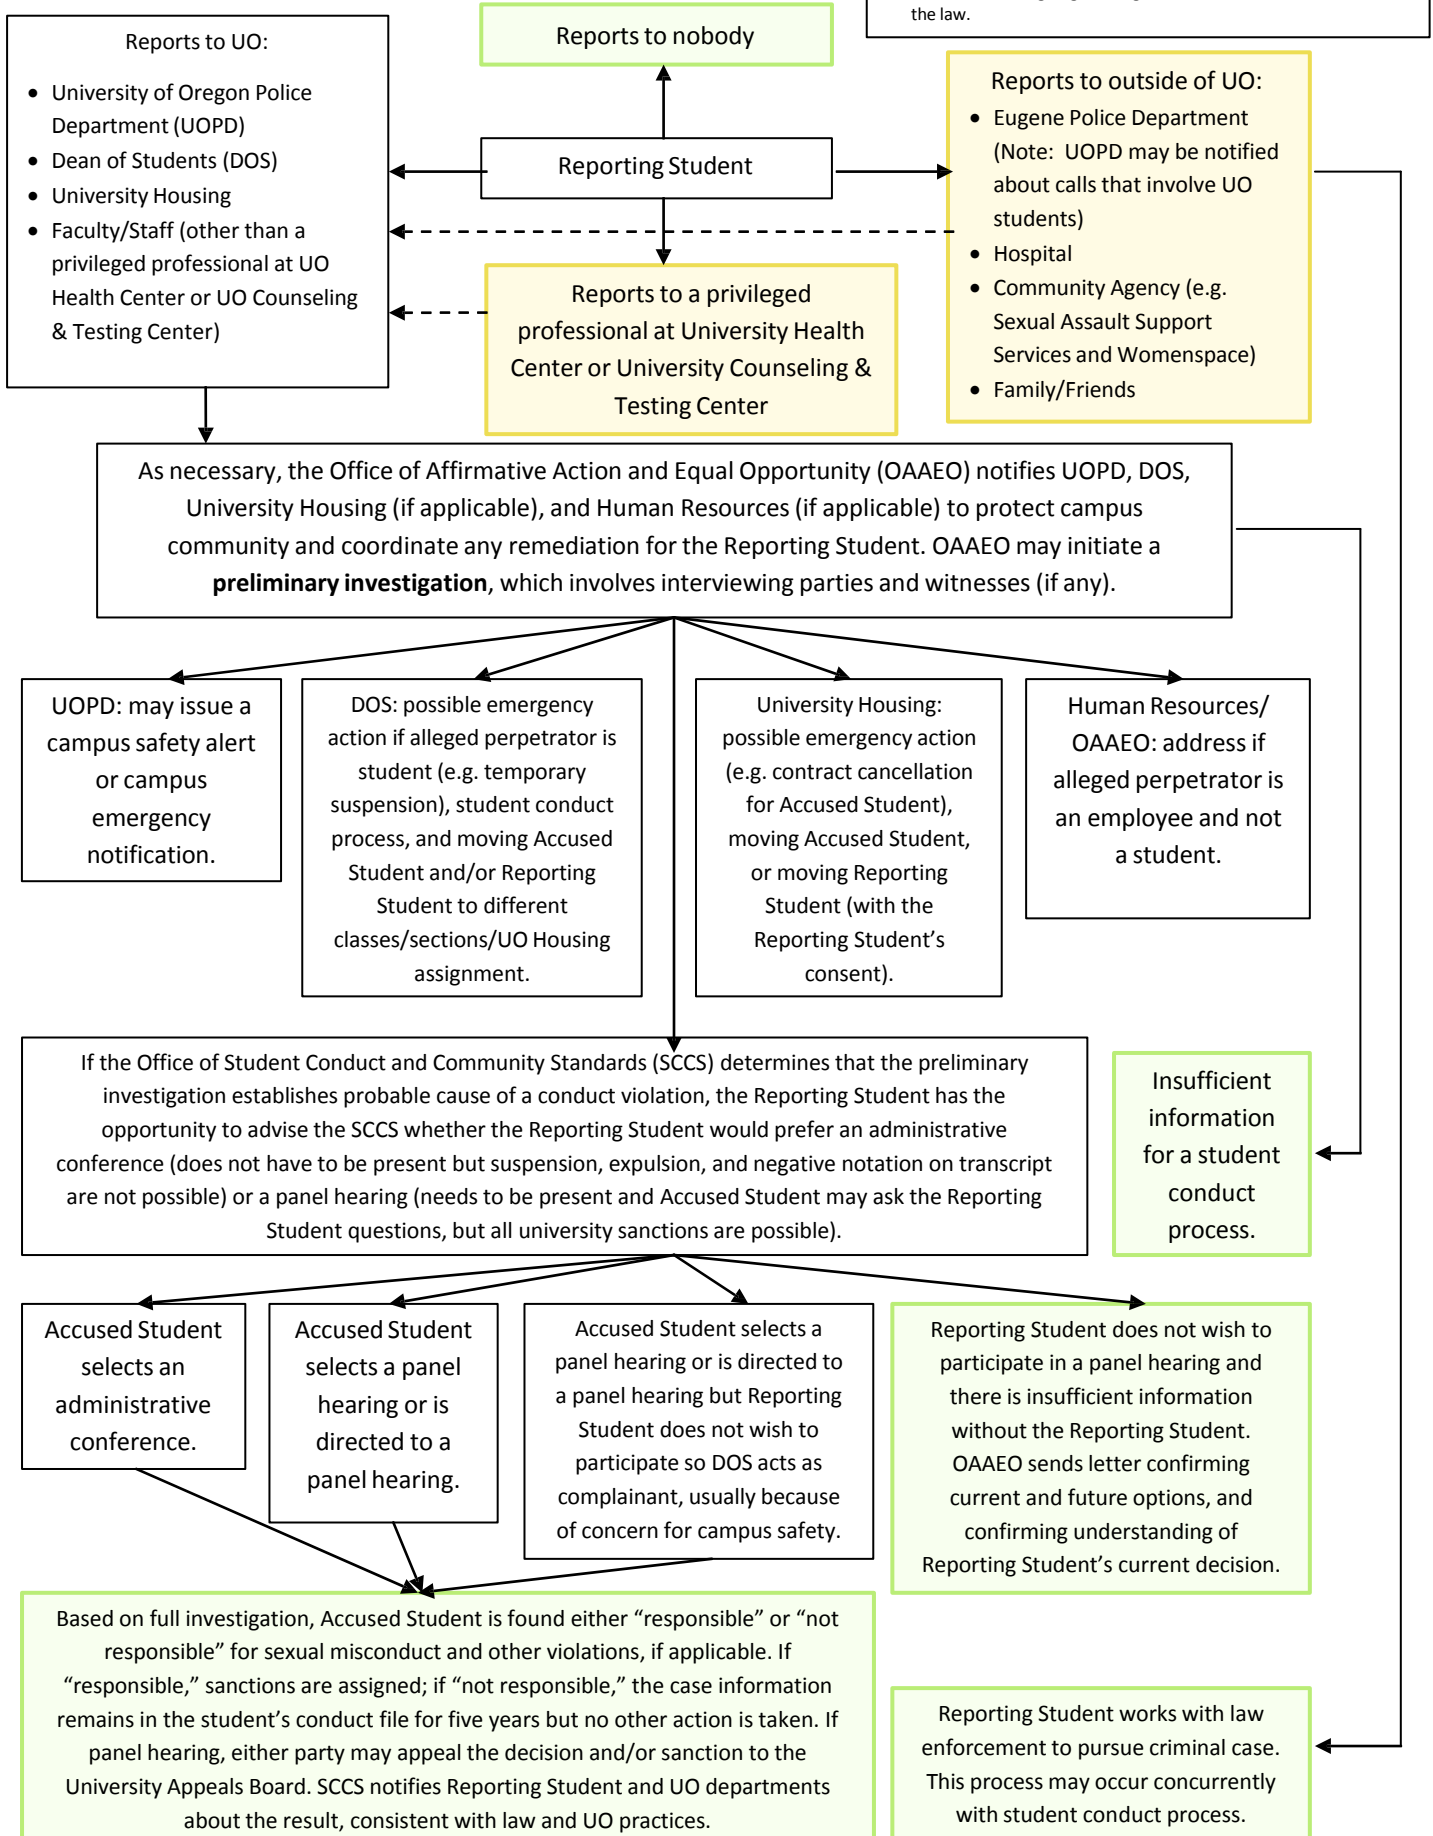 the law.
Reports to UO:
• University of Oregon Police
Department (UOPD)
• Dean of Students (DOS)
• University Housing
• Faculty/Staff (other than a
privileged professional at UO
Health Center or UO Counseling
& Testing Center)
Reports to nobody
Reporting Student
Reports to outside of UO:
• Eugene Police Department
(Note: UOPD may be notified
about calls that involve UO
students)
• Hospital
• Community Agency (e.g.
Sexual Assault Support
Services and Womenspace)
• Family/Friends
Reports to a privileged
professional at University Health
Center or University Counseling &
Testing Center
As necessary, the Office of Affirmative Action and Equal Opportunity (OAAEO) notifies UOPD, DOS,
University Housing (if applicable), and Human Resources (if applicable) to protect campus
community and coordinate any remediation for the Reporting Student. OAAEO may initiate a
preliminary investigation, which involves interviewing parties and witnesses (if any).
UOPD: may issue a
campus safety alert
or campus
emergency
notification.
DOS: possible emergency
action if alleged perpetrator is
student (e.g. temporary
suspension), student conduct
process, and moving Accused
Student and/or Reporting
Student to different
classes/sections/UO Housing
assignment.
University Housing:
possible emergency action
(e.g. contract cancellation
for Accused Student),
moving Accused Student,
or moving Reporting
Student (with the
Reporting Student's
consent).
Human Resources/
OAAEO: address if
alleged perpetrator is
an employee and not
a student.
If the Office of Student Conduct and Community Standards (SCCS) determines that the preliminary
investigation establishes probable cause of a conduct violation, the Reporting Student has the
opportunity to advise the SCCS whether the Reporting Student would prefer an administrative
conference (does not have to be present but suspension, expulsion, and negative notation on transcript
are not possible) or a panel hearing (needs to be present and Accused Student may ask the Reporting
Student questions, but all university sanctions are possible).
Insufficient
information
for a student
conduct
process.
Accused Student
selects an
administrative
conference.
Accused Student
selects a panel
hearing or is
directed to a
panel hearing.
Accused Student selects a
panel hearing or is directed to
a panel hearing but Reporting
Student does not wish to
participate so DOS acts as
complainant, usually because
of concern for campus safety.
Reporting Student does not wish to
participate in a panel hearing and
there is insufficient information
without the Reporting Student.
OAAEO sends letter confirming
current and future options, and
confirming understanding of
Reporting Student's current decision.
Based on full investigation, Accused Student is found either “responsible” or “not
responsible” for sexual misconduct and other violations, if applicable. If
“responsible,” sanctions are assigned; if “not responsible,” the case information
remains in the student's conduct file for five years but no other action is taken. If
panel hearing, either party may appeal the decision and/or sanction to the
University Appeals Board. SCCS notifies Reporting Student and UO departments
about the result, consistent with law and UO practices.
Reporting Student works with law
enforcement to pursue criminal case.
This process may occur concurrently
with student conduct process.